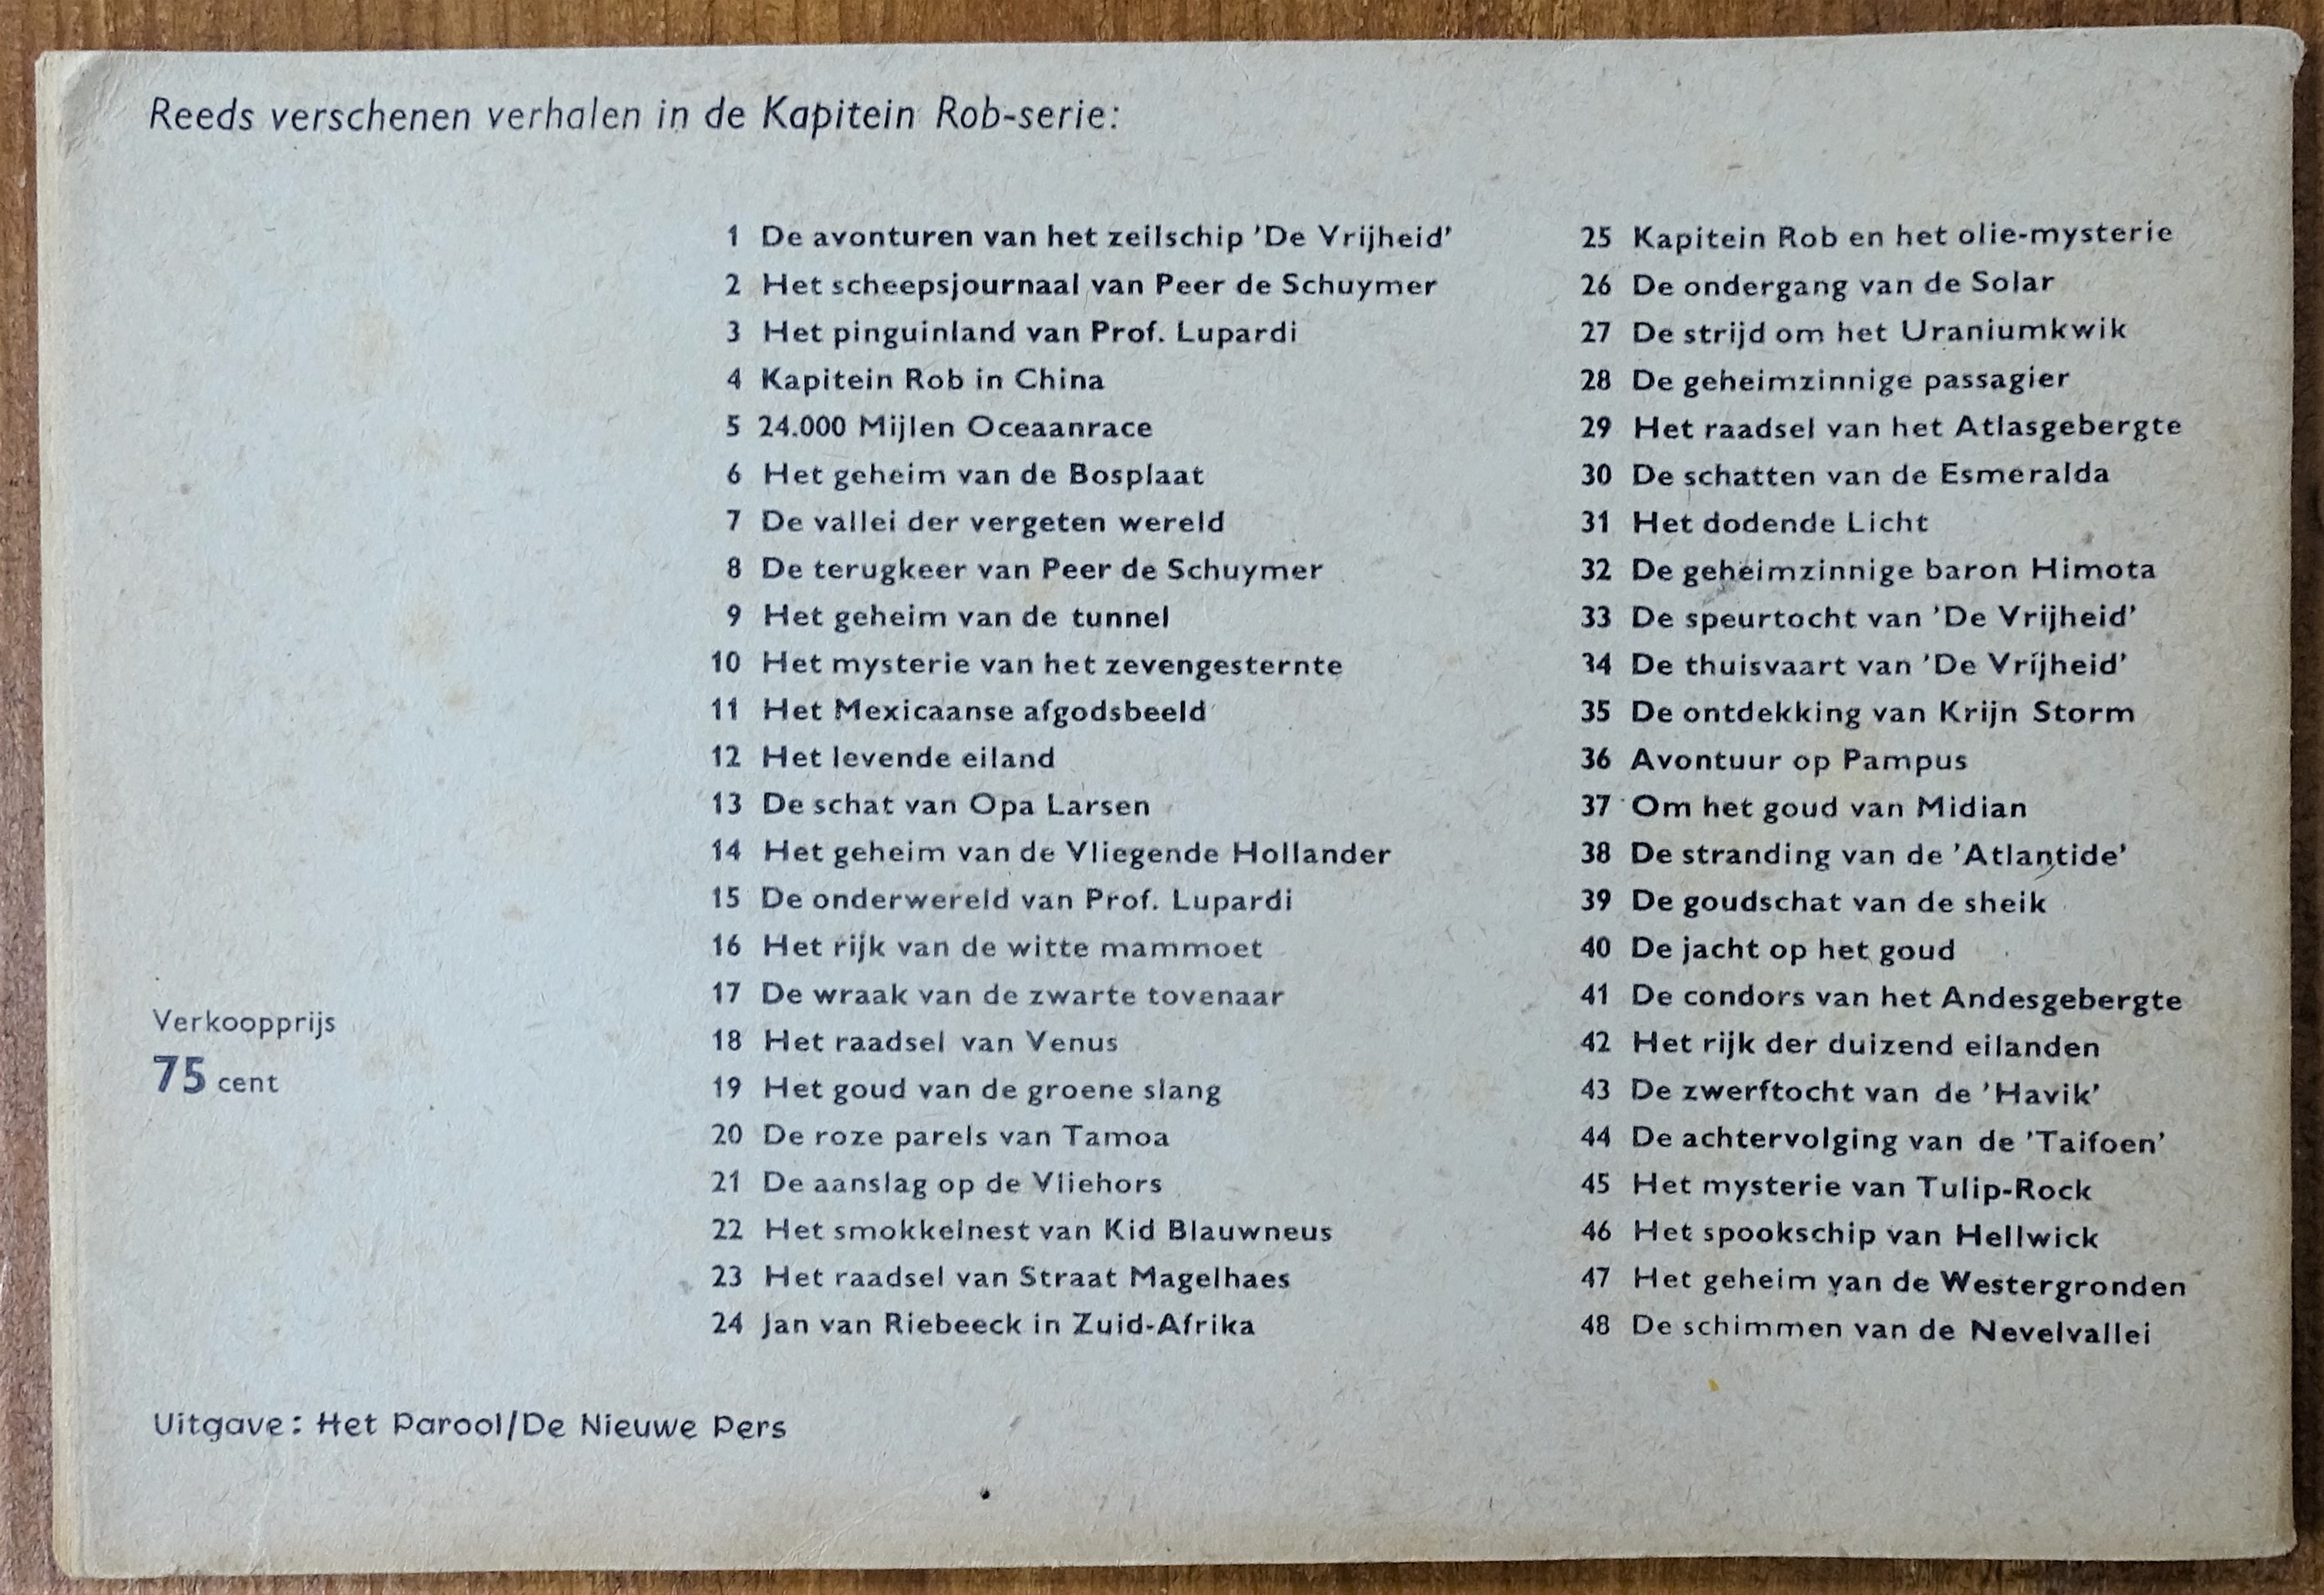 Reeds verschenen verhalen in de Kapitein Rob-serie:
1 De avonturen van het zeilschip 'De Vrijheid'
2 Het scheepsjournaal van Peer de Schuymer
3 Het pinguinland van Prof. Lupardi
4 Kapitein Rob in China
5 24.000 Mijlen Oceaanrace
6 Het geheim van de Bosplaat
7 De vallei der vergeten wereld
8 De terugkeer van Peer de Schuymer
9 Het geheim van de tunnel
10 Het mysterie van het zevengesternte
11 Het Mexicaanse afgodsbeeld
12 Het levende eiland
13 De schat van Opa Larsen
14 Het geheim van de Vliegende Hollander
15 De onderwereld van Prof. Lupardi
16 Het rijk van de witte mammoet
17 De wraak van de zwarte tovenaar
18 Het raadsel van Venus
19 Het goud van de groene slang
20 De roze parels van Tamoa
21 De aanslag op de Vliehors
22 Het smokkelnest van Kid Blauwneus
23 Het raadsel van Straat Magelhaes
24 Jan van Riebeeck in Zuid-Afrika
25 Kapitein Rob en het olie-mysterie
26 De ondergang van de Solar
27 De strijd om het Uraniumkwik
28 De geheimzinnige passagier
29 Het raadsel van het Atlasgebergte
30 De schatten van de Esmeralda
31 Het dodende Licht
32 De geheimzinnige baron Himota
33 De speurtocht van 'De Vrijheid'
34 De thuisvaart van 'De Vrijheid'
35 De ontdekking van Krijn Storm
36 Avontuur op Pampus
37 Om het goud van Midian
38 De stranding van de 'Atlantide'
39 De goudschat van de sheik
40 De jacht op het goud
41 De condors van het Andesgebergte
42 Het rijk der duizend eilanden
43 De zwerftocht van de 'Havik'
44 De achtervolging van de 'Taifoen'
45 Het mysterie van Tulip-Rock
46 Het spookschip van Hellwick
47 Het geheim van de Westergronden
48 De schimmen van de Nevelvallei
Verkoopprijs
75 cent
Uitgave: Het Parool/De Nieuwe Pers